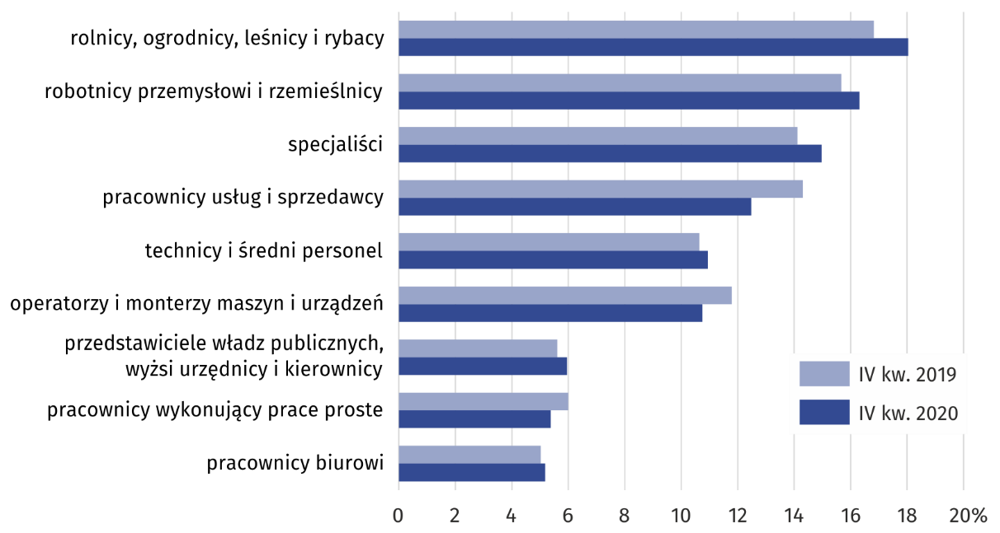 rolnicy, ogrodnicy, leśnicy i rybacy
robotnicy przemysłowi i rzemieślnicy
specjaliści
pracownicy usług i sprzedawcy
technicy i średni personel
operatorzy i monterzy maszyn i urządzeń
przedstawiciele władz publicznych,
wyżsi urzędnicy i kierownicy
pracownicy wykonujący prace proste
pracownicy biurowi
IV kw. 2019
IV kw. 2020
0 2 4 6 8 10 12 14 16 18 20%